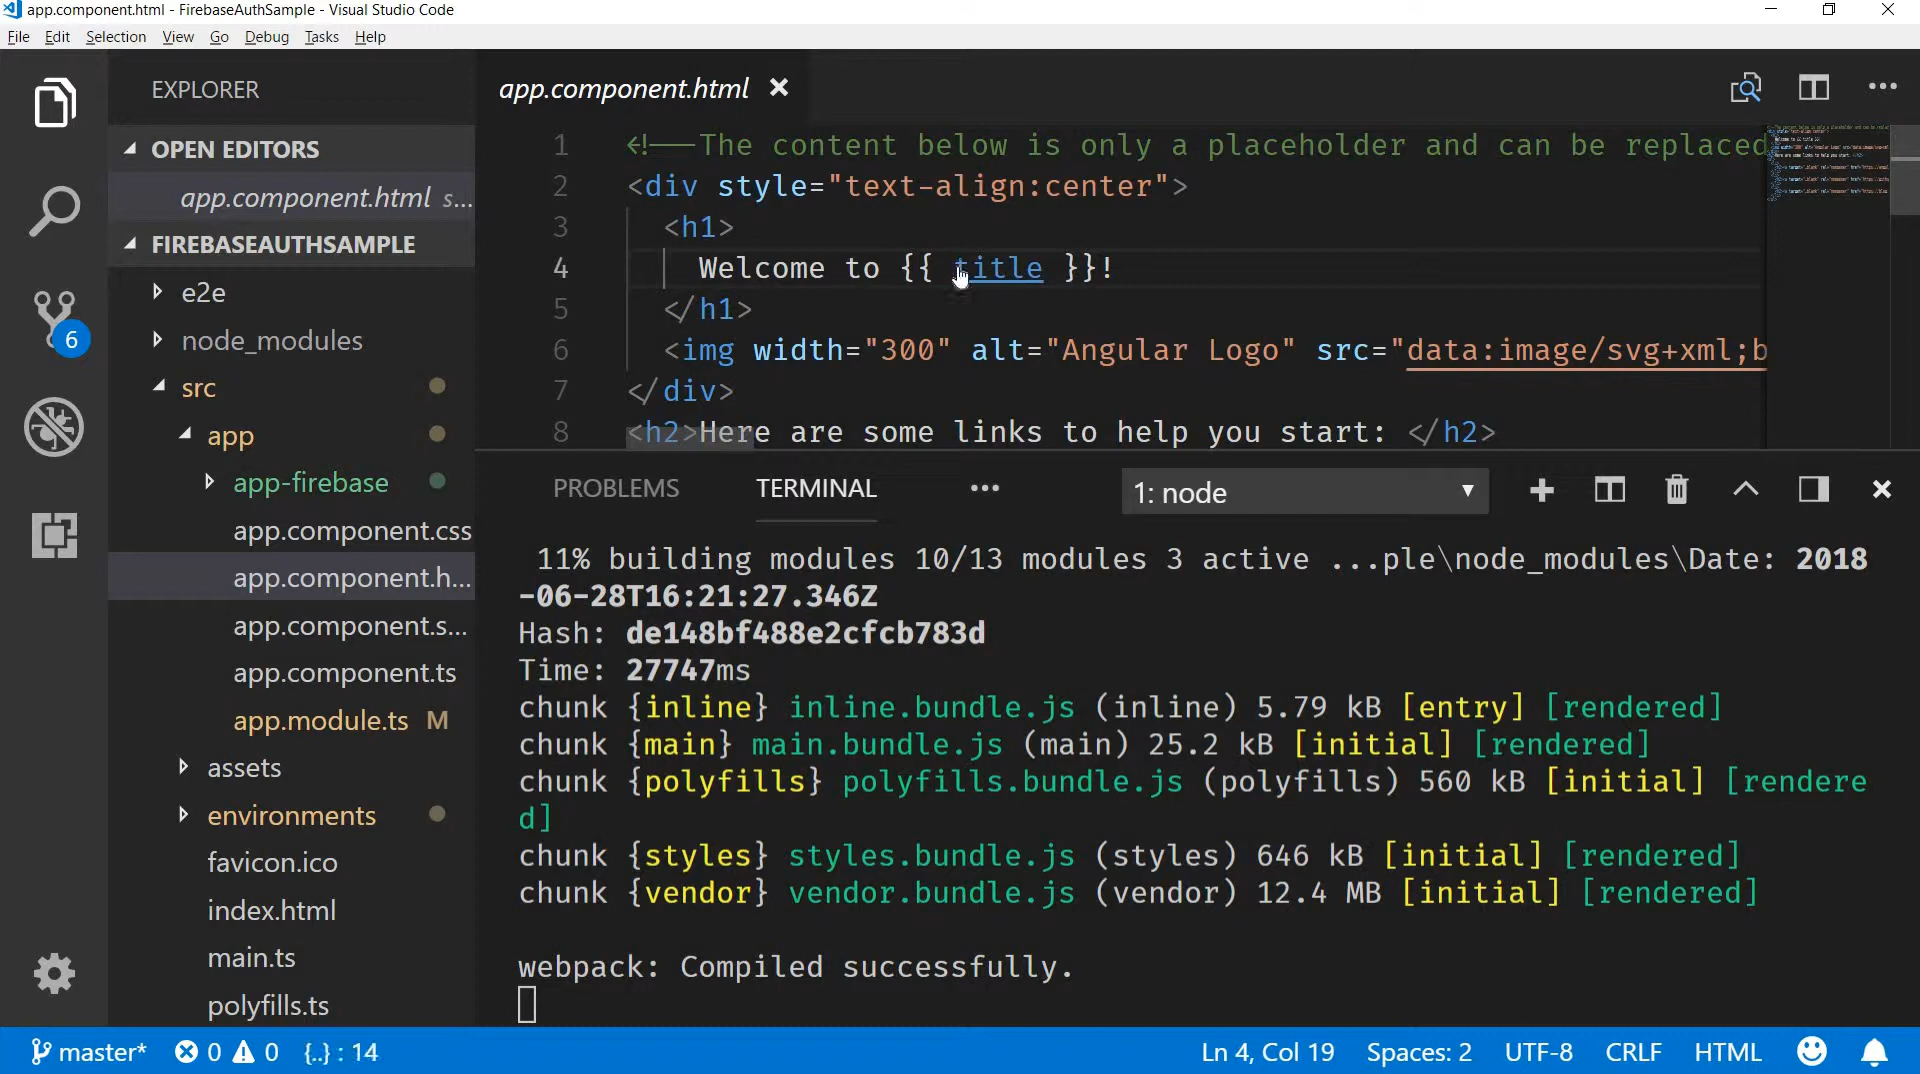 app.component.html - FirebaseAuthSample - Visual Studio Code
File Edit Selection View Go Debug Tasks Help
EXPLORER
OPEN EDITORS
app.component.html s...
FIREBASEAUTHSAMPLE
e2e
node_modules
src
app
app-firebase
app.component.css
app.component.h...
app.component.s...
app.component.ts
app.module.ts M
assets
environments
favicon.ico
index.html
main.ts
polyfills.ts
6
app.component.html
1 <!--The content below is only a placeholder and can be replaced
2 <div style="text-align:center">
3 <h1>
4 Welcome to {{ title }}!
5 </h1>
6 <img width="300" alt="Angular Logo" src="data:image/svg+xml;b
7 </div>
8 <h2>Here are some links to help you start: </h2>
PROBLEMS TERMINAL ... 1: node
11% building modules 10/13 modules 3 active ...ple\node_modules\Date: 2018
-06-28T16:21:27.346Z
Hash: de148bf488e2cfcb783d
Time: 27747ms
chunk {inline} inline.bundle.js (inline) 5.79 kB [entry] [rendered]
chunk {main} main.bundle.js (main) 25.2 kB [initial] [rendered]
chunk {polyfills} polyfills.bundle.js (polyfills) 560 kB [initial] [rendere
d]
chunk {styles} styles.bundle.js (styles) 646 kB [initial] [rendered]
chunk {vendor} vendor.bundle.js (vendor) 12.4 MB [initial] [rendered]
webpack: Compiled successfully.
master* 0 0 {..} : 14 Ln 4, Col 19 Spaces: 2 UTF-8 CRLF HTML